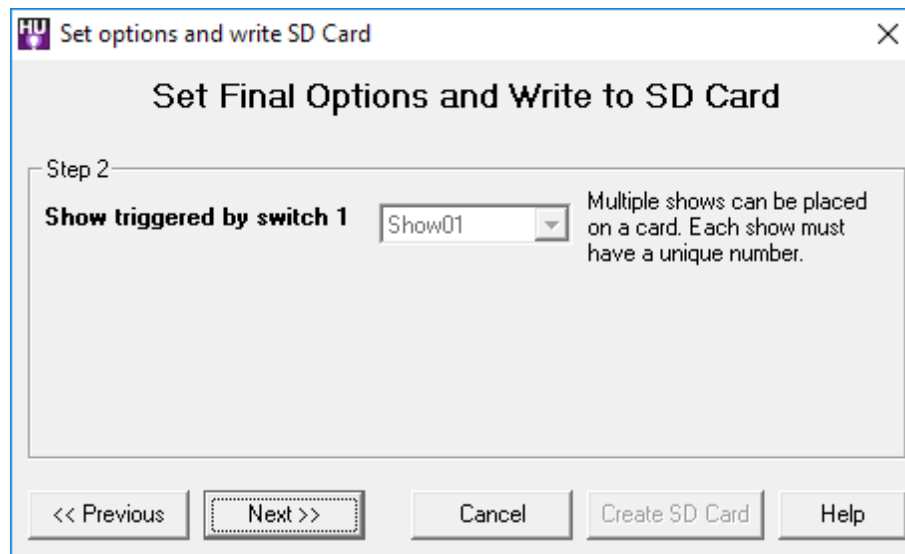 HU Set options and write SD Card
Set Final Options and Write to SD Card
Step 2
Show triggered by switch 1
Show01
Multiple shows can be placed
on a card. Each show must
have a unique number.
<< Previous
Next >>
Cancel
Create SD Card
Help